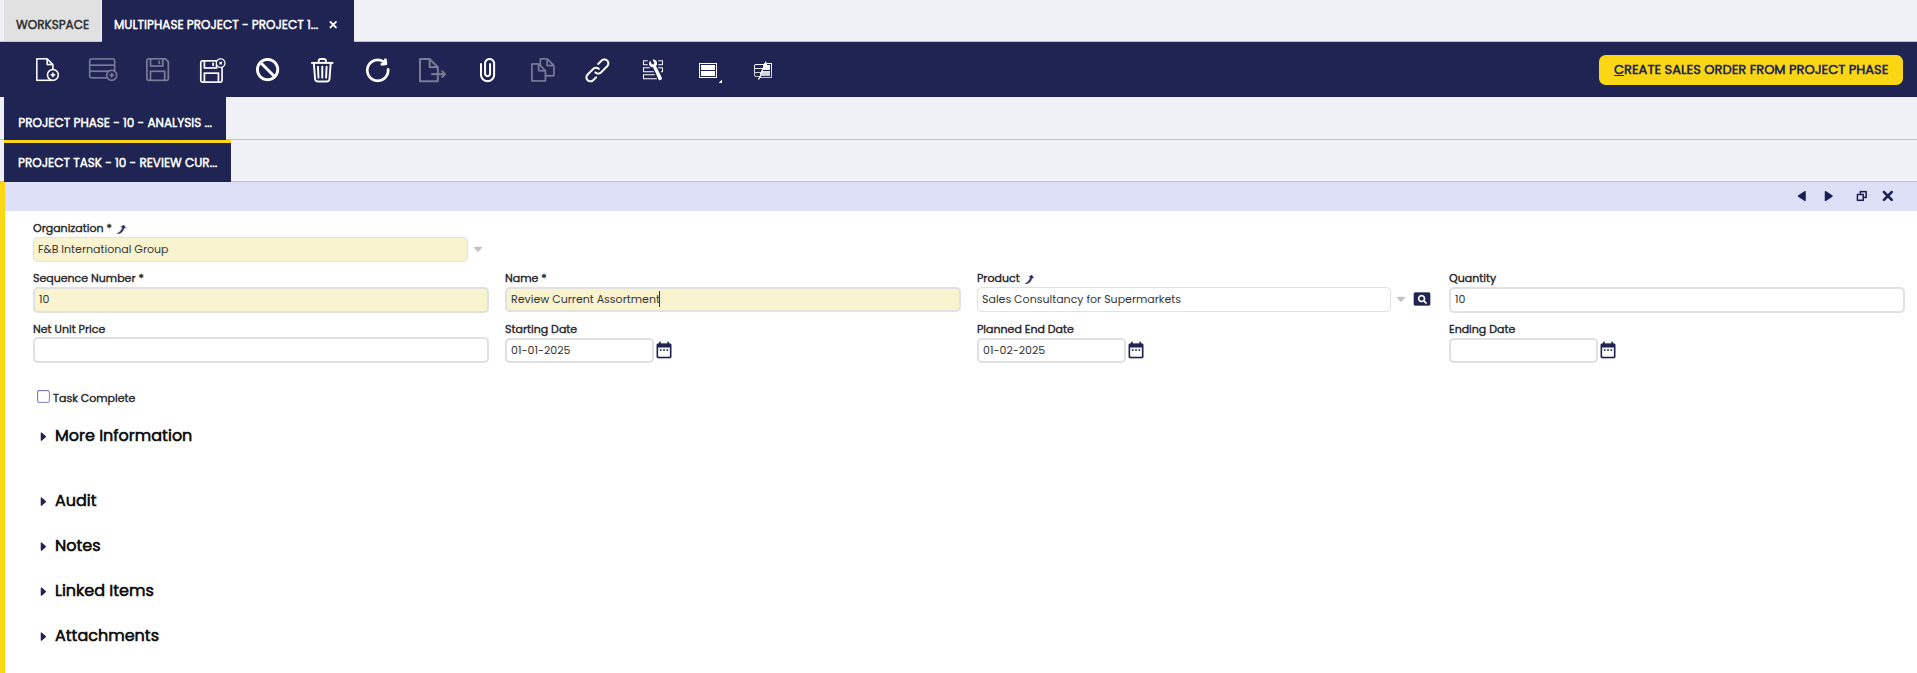 WORKSPACE MULTIPHASE PROJECT - PROJECT 1...
CREATE SALES ORDER FROM PROJECT PHASE
PROJECT PHASE - 10 - ANALYSIS ...
PROJECT TASK - 10 - REVIEW CUR...
Organization *
F&B International Group
Sequence Number * Name * Product Quantity
10 Review Current Assortment Sales Consultancy for Supermarkets 10
Net Unit Price Starting Date Planned End Date Ending Date
01-01-2025 01-02-2025
Task Complete
More Information
Audit
Notes
Linked Items
Attachments